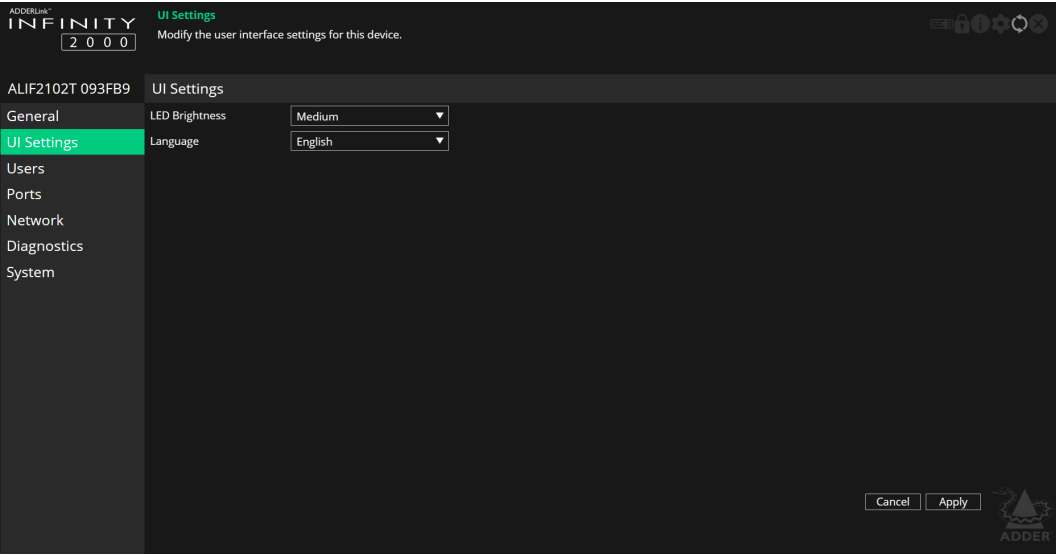 ADDERLink™
INFINITY
2000
UI Settings
Modify the user interface settings for this device.
ALIF2102T 093FB9
UI Settings
General
LED Brightness
Medium
UI Settings
Language
English
Users
Ports
Network
Diagnostics
System
Cancel
Apply
ADDER